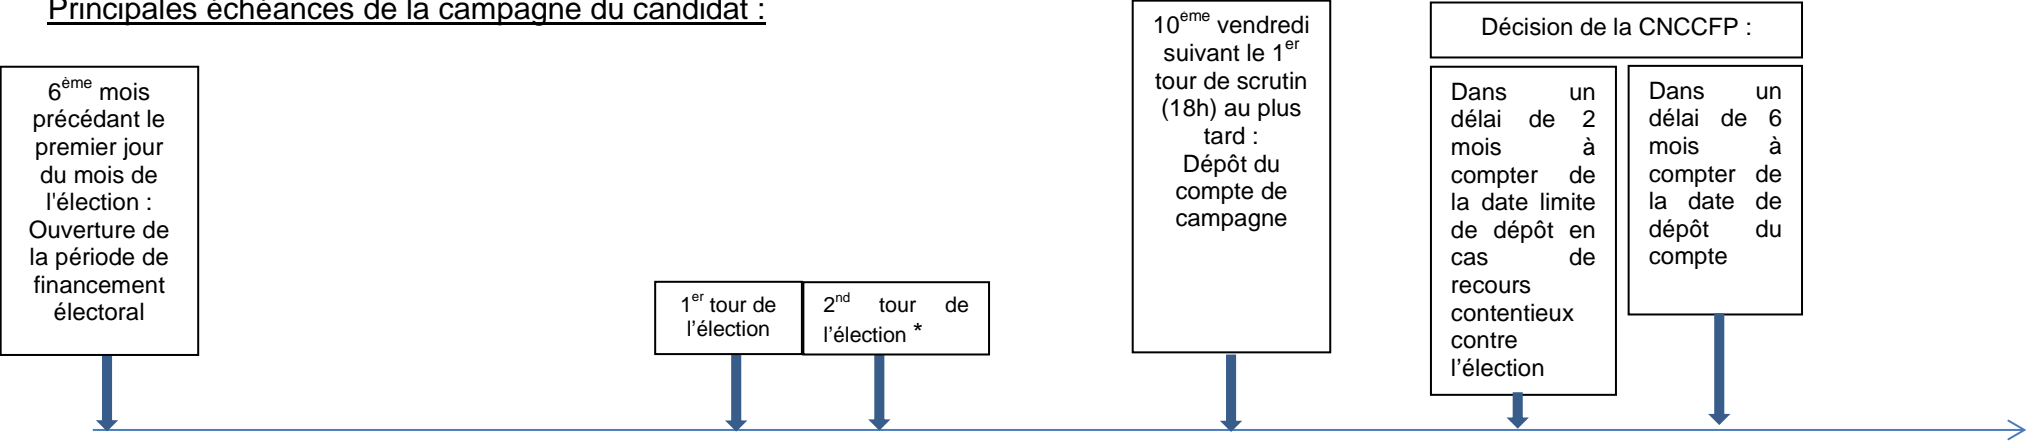 Principales échéances de la campagne du candidat :
6ème mois
précédant le
premier jour
du mois de
l'élection :
Ouverture de
la période de
financement
électoral
1er tour de
l’élection
2nd tour de
l’élection *
10ème vendredi
suivant le 1er
tour de scrutin
(18h) au plus
tard :
Dépôt du
compte de
campagne
Décision de la CNCCFP :
Dans un
délai de 2
mois à
compter de
la date limite
de dépôt en
cas de
recours
contentieux
contre
l’élection
Dans un
délai de 6
mois à
compter de
la date de
dépôt du
compte